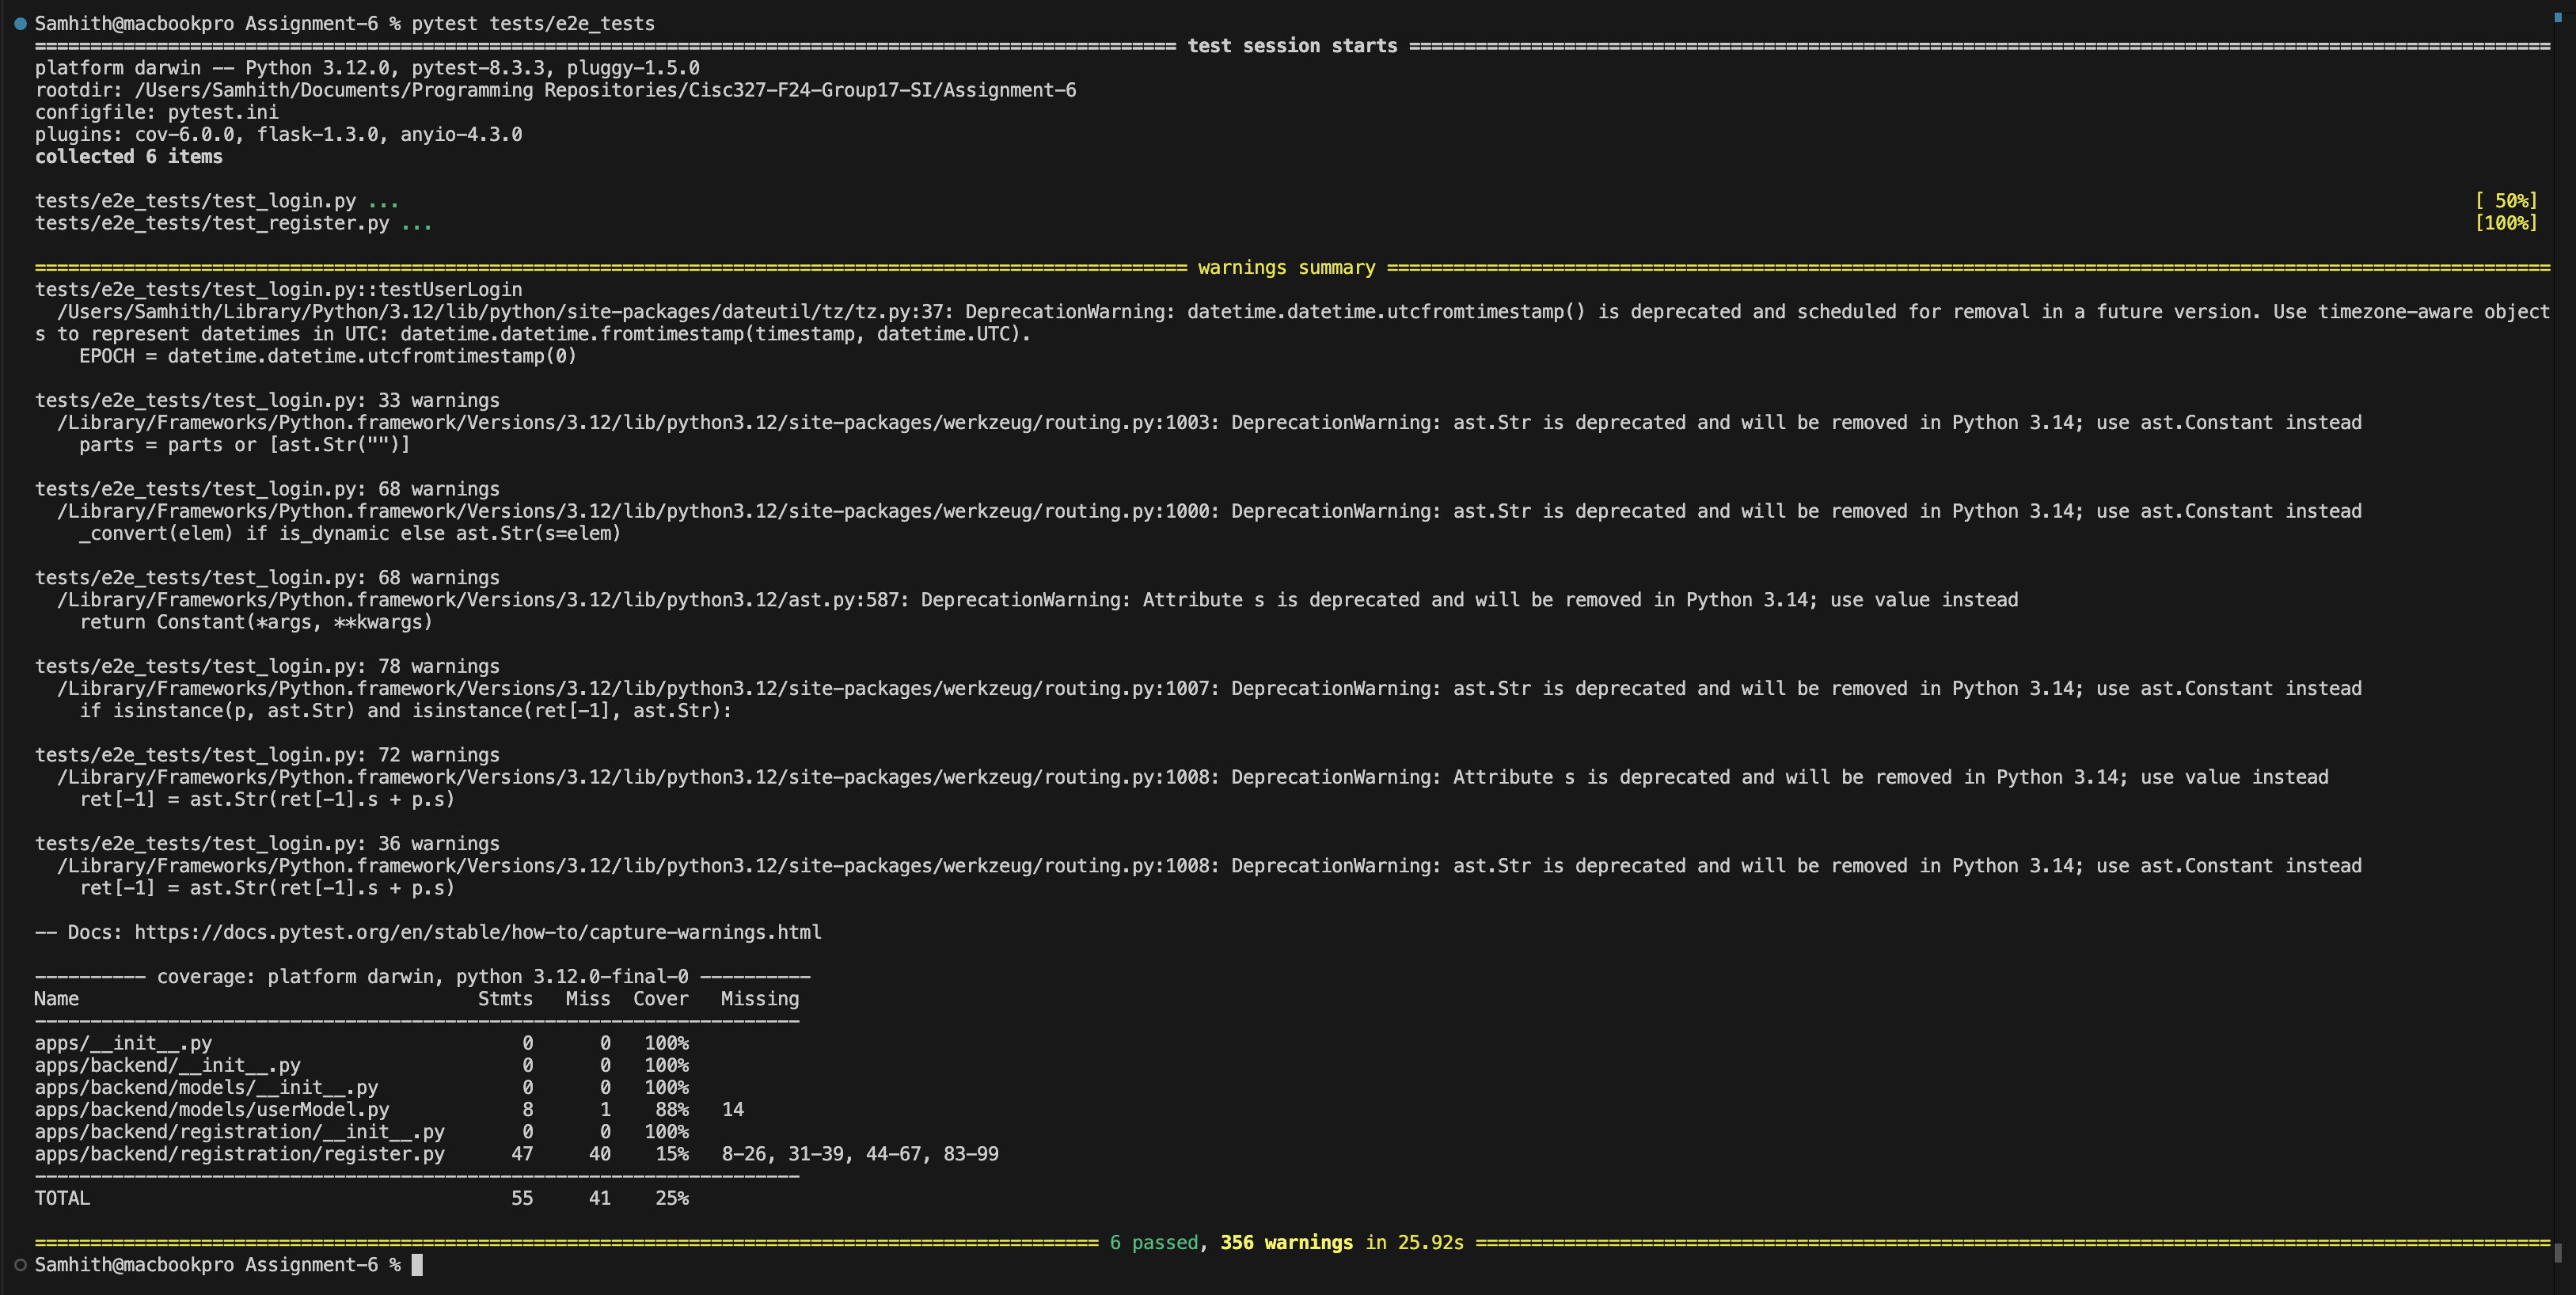 Samhith@macbookpro Assignment-6 % pytest tests/e2e_tests
============ test session starts ============
platform darwin -- Python 3.12.0, pytest-8.3.3, pluggy-1.5.0
rootdir: /Users/Samhith/Documents/Programming Repositories/Cisc327-F24-Group17-SI/Assignment-6
configfile: pytest.ini
plugins: cov-6.0.0, flask-1.3.0, anyio-4.3.0
collected 6 items
tests/e2e_tests/test_login.py ... [ 50%]
tests/e2e_tests/test_register.py ... [100%]
============ warnings summary ============
tests/e2e_tests/test_login.py::testUserLogin
/Users/Samhith/Library/Python/3.12/lib/python/site-packages/dateutil/tz/tz.py:37: DeprecationWarning: datetime.datetime.utcfromtimestamp() is deprecated and scheduled for removal in a future version. Use timezone-aware object
s to represent datetimes in UTC: datetime.datetime.fromtimestamp(timestamp, datetime.UTC).
EPOCH = datetime.datetime.utcfromtimestamp(0)
tests/e2e_tests/test_login.py: 33 warnings
/Library/Frameworks/Python.framework/Versions/3.12/lib/python3.12/site-packages/werkzeug/routing.py:1003: DeprecationWarning: ast.Str is deprecated and will be removed in Python 3.14; use ast.Constant instead
parts = parts or [ast.Str("")]
tests/e2e_tests/test_login.py: 68 warnings
/Library/Frameworks/Python.framework/Versions/3.12/lib/python3.12/site-packages/werkzeug/routing.py:1000: DeprecationWarning: ast.Str is deprecated and will be removed in Python 3.14; use ast.Constant instead
_convert(elem) if is_dynamic else ast.Str(s=elem)
tests/e2e_tests/test_login.py: 68 warnings
/Library/Frameworks/Python.framework/Versions/3.12/lib/python3.12/ast.py:587: DeprecationWarning: Attribute s is deprecated and will be removed in Python 3.14; use value instead
return Constant(*args, **kwargs)
tests/e2e_tests/test_login.py: 78 warnings
/Library/Frameworks/Python.framework/Versions/3.12/lib/python3.12/site-packages/werkzeug/routing.py:1007: DeprecationWarning: ast.Str is deprecated and will be removed in Python 3.14; use ast.Constant instead
if isinstance(p, ast.Str) and isinstance(ret[-1], ast.Str):
tests/e2e_tests/test_login.py: 72 warnings
/Library/Frameworks/Python.framework/Versions/3.12/lib/python3.12/site-packages/werkzeug/routing.py:1008: DeprecationWarning: Attribute s is deprecated and will be removed in Python 3.14; use value instead
ret[-1] = ast.Str(ret[-1].s + p.s)
tests/e2e_tests/test_login.py: 36 warnings
/Library/Frameworks/Python.framework/Versions/3.12/lib/python3.12/site-packages/werkzeug/routing.py:1008: DeprecationWarning: ast.Str is deprecated and will be removed in Python 3.14; use ast.Constant instead
ret[-1] = ast.Str(ret[-1].s + p.s)
-- Docs: https://docs.pytest.org/en/stable/how-to/capture-warnings.html
---------- coverage: platform darwin, python 3.12.0-final-0 ----------
Name Stmts Miss Cover Missing
---------------------------------------------------------------------
apps/__init__.py 0 0 100%
apps/backend/__init__.py 0 0 100%
apps/backend/models/__init__.py 0 0 100%
apps/backend/models/userModel.py 8 1 88% 14
apps/backend/registration/__init__.py 0 0 100%
apps/backend/registration/register.py 47 40 15% 8-26, 31-39, 44-67, 83-99
---------------------------------------------------------------------
TOTAL 55 41 25%
============ 6 passed, 356 warnings in 25.92s ============
Samhith@macbookpro Assignment-6 %